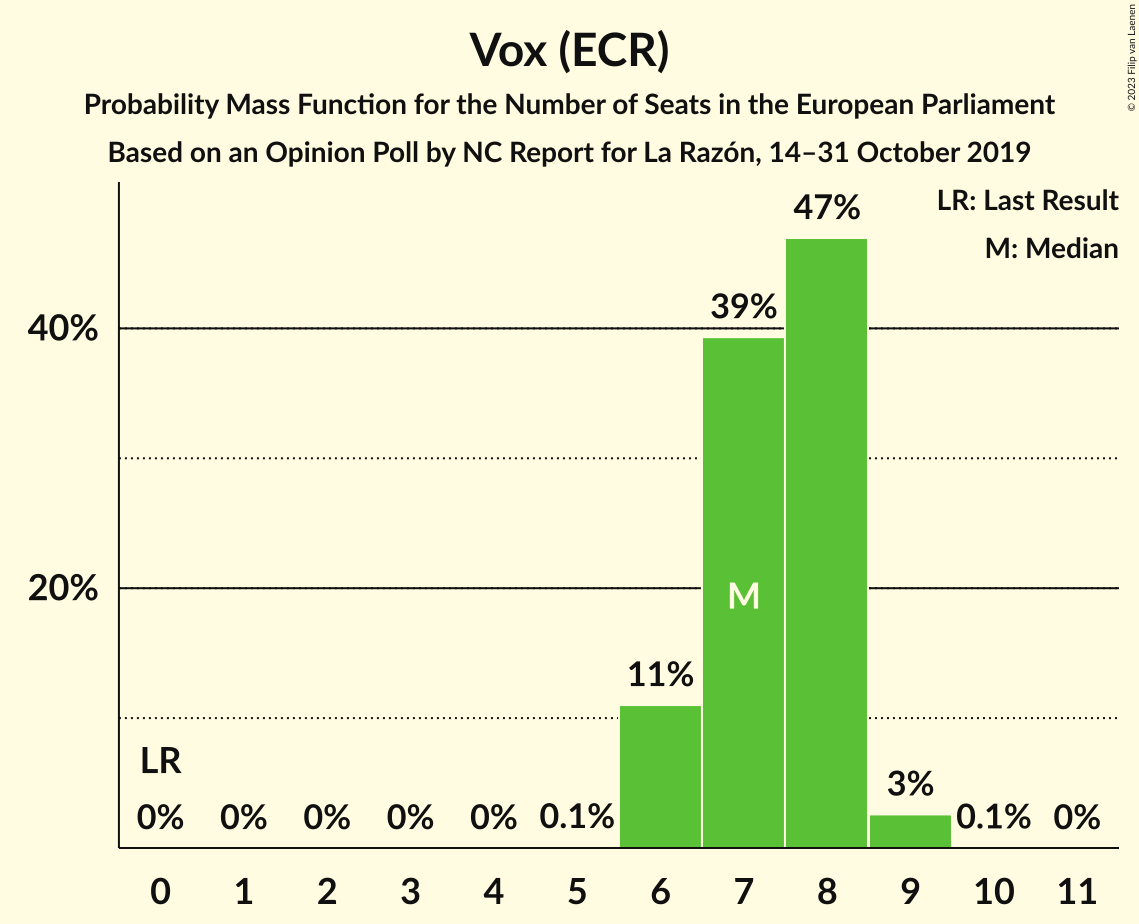 Vox (ECR)
Probability Mass Function for the Number of Seats in the European Parliament
Based on an Opinion Poll by NC Report for La Razón, 14–31 October 2019
© 2023 Filip van Laenen
LR: Last Result
M: Median
47%
39%
40%
20%
M
11%
LR
3%
0% 0% 0% 0% 0% 0.1% 0.1% 0%
0 1 2 3 4 5 6 7 8 9 10 11